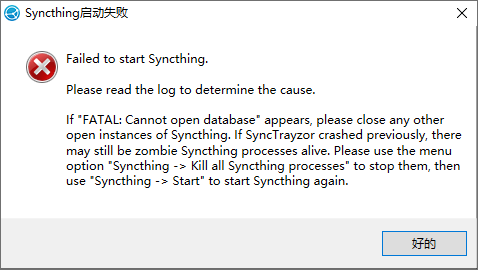 Syncthing启动失败
Failed to start Syncthing.
Please read the log to determine the cause.
If "FATAL: Cannot open database" appears, please close any other
open instances of Syncthing. If SyncTrayzor crashed previously, there
may still be zombie Syncthing processes alive. Please use the menu
option "Syncthing -> Kill all Syncthing processes" to stop them, then
use "Syncthing -> Start" to start Syncthing again.
好的